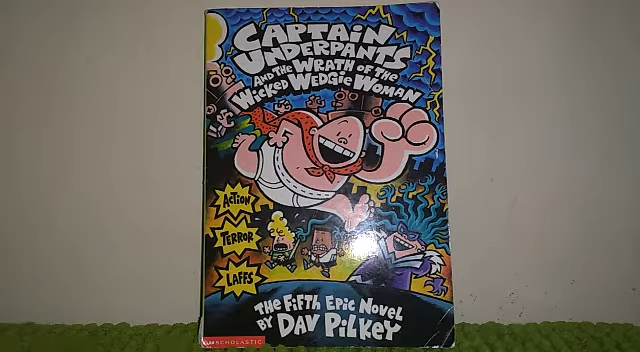 CAPTAIN
UNDERPANTS
AND THE WRATH OF THE
WICKED WEDGIE WOMAN
ACTION
TERROR
LAFFS
THE FIFTH EPIC NOVEL
BY DAV PILKEY
SCHOLASTIC